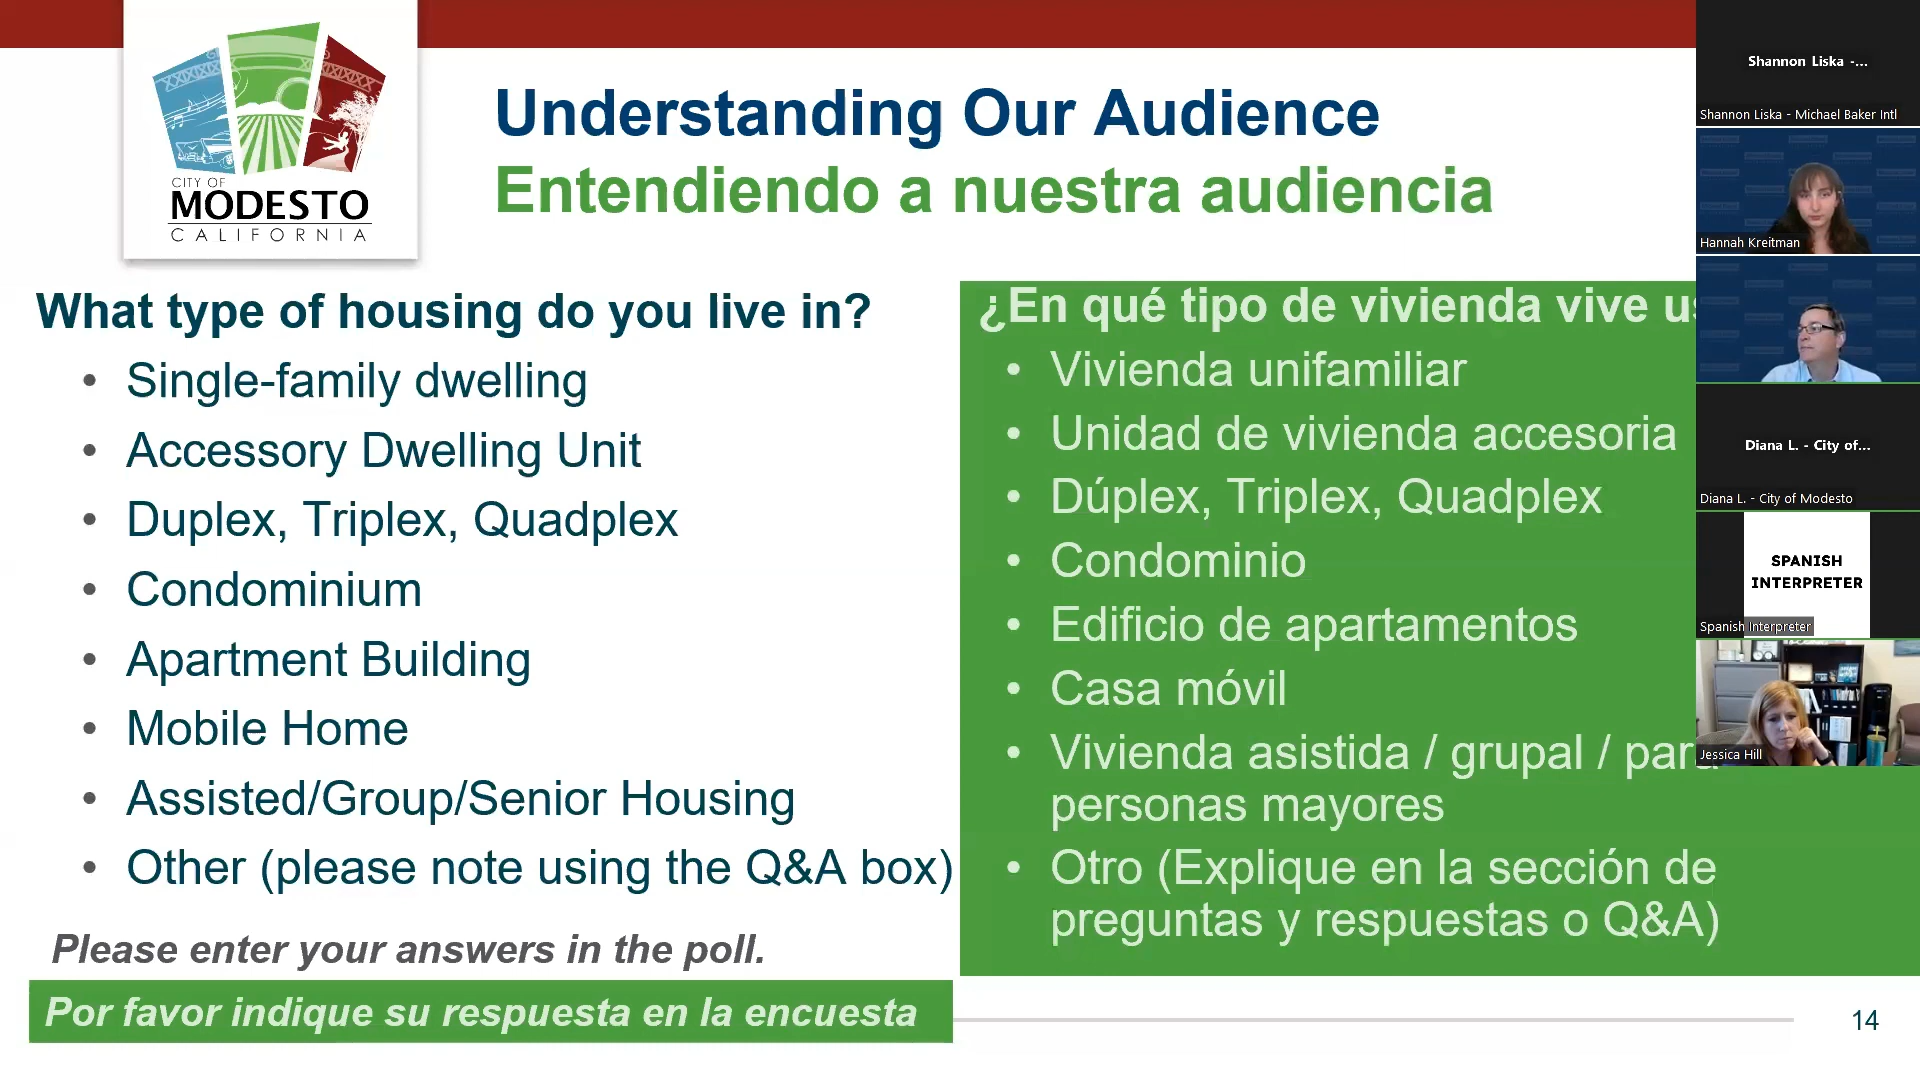 CITY OF
MODESTO
CALIFORNIA
Understanding Our Audience
Entendiendo a nuestra audiencia
What type of housing do you live in?
• Single-family dwelling
• Accessory Dwelling Unit
• Duplex, Triplex, Quadplex
• Condominium
• Apartment Building
• Mobile Home
• Assisted/Group/Senior Housing
• Other (please note using the Q&A box)
Please enter your answers in the poll.
Por favor indique su respuesta en la encuesta
¿En qué tipo de vivienda vive
• Vivienda unifamiliar
• Unidad de vivienda accesoria
• Dúplex, Triplex, Quadplex
• Condominio
• Edificio de apartamentos
• Casa móvil
• Vivienda asistida / grupal / para
personas mayores
• Otro (Explique en la sección de
preguntas y respuestas o Q&A)
14
Shannon Liska -...
Shannon Liska - Michael Baker Intl
Hannah Kreitman
Diana L. - City of...
Diana L. - City of Modesto
SPANISH
INTERPRETER
Spanish Interpreter
Jessica Hill